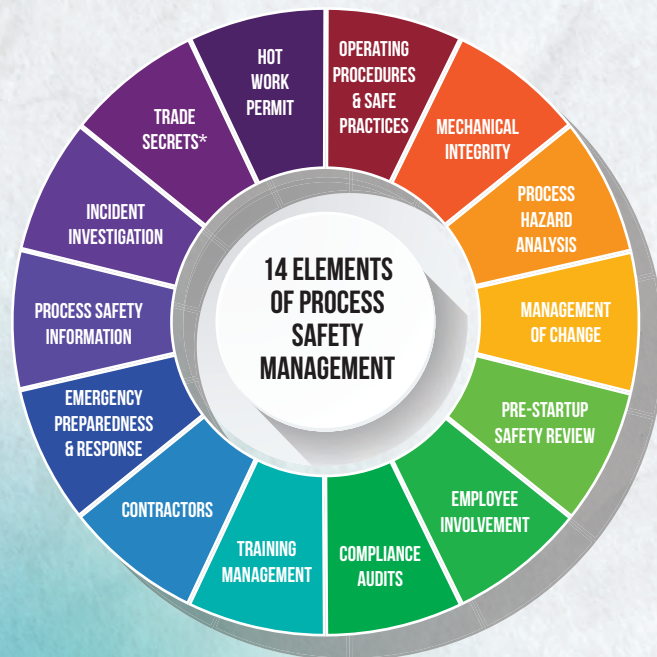 14 ELEMENTS
OF PROCESS
SAFETY
MANAGEMENT
OPERATING
PROCEDURES
& SAFE
PRACTICES
MECHANICAL
INTEGRITY
PROCESS
HAZARD
ANALYSIS
MANAGEMENT
OF CHANGE
PRE-STARTUP
SAFETY REVIEW
EMPLOYEE
INVOLVEMENT
COMPLIANCE
AUDITS
TRAINING
MANAGEMENT
CONTRACTORS
EMERGENCY
PREPAREDNESS
& RESPONSE
PROCESS SAFETY
INFORMATION
INCIDENT
INVESTIGATION
TRADE
SECRETS*
HOT
WORK
PERMIT